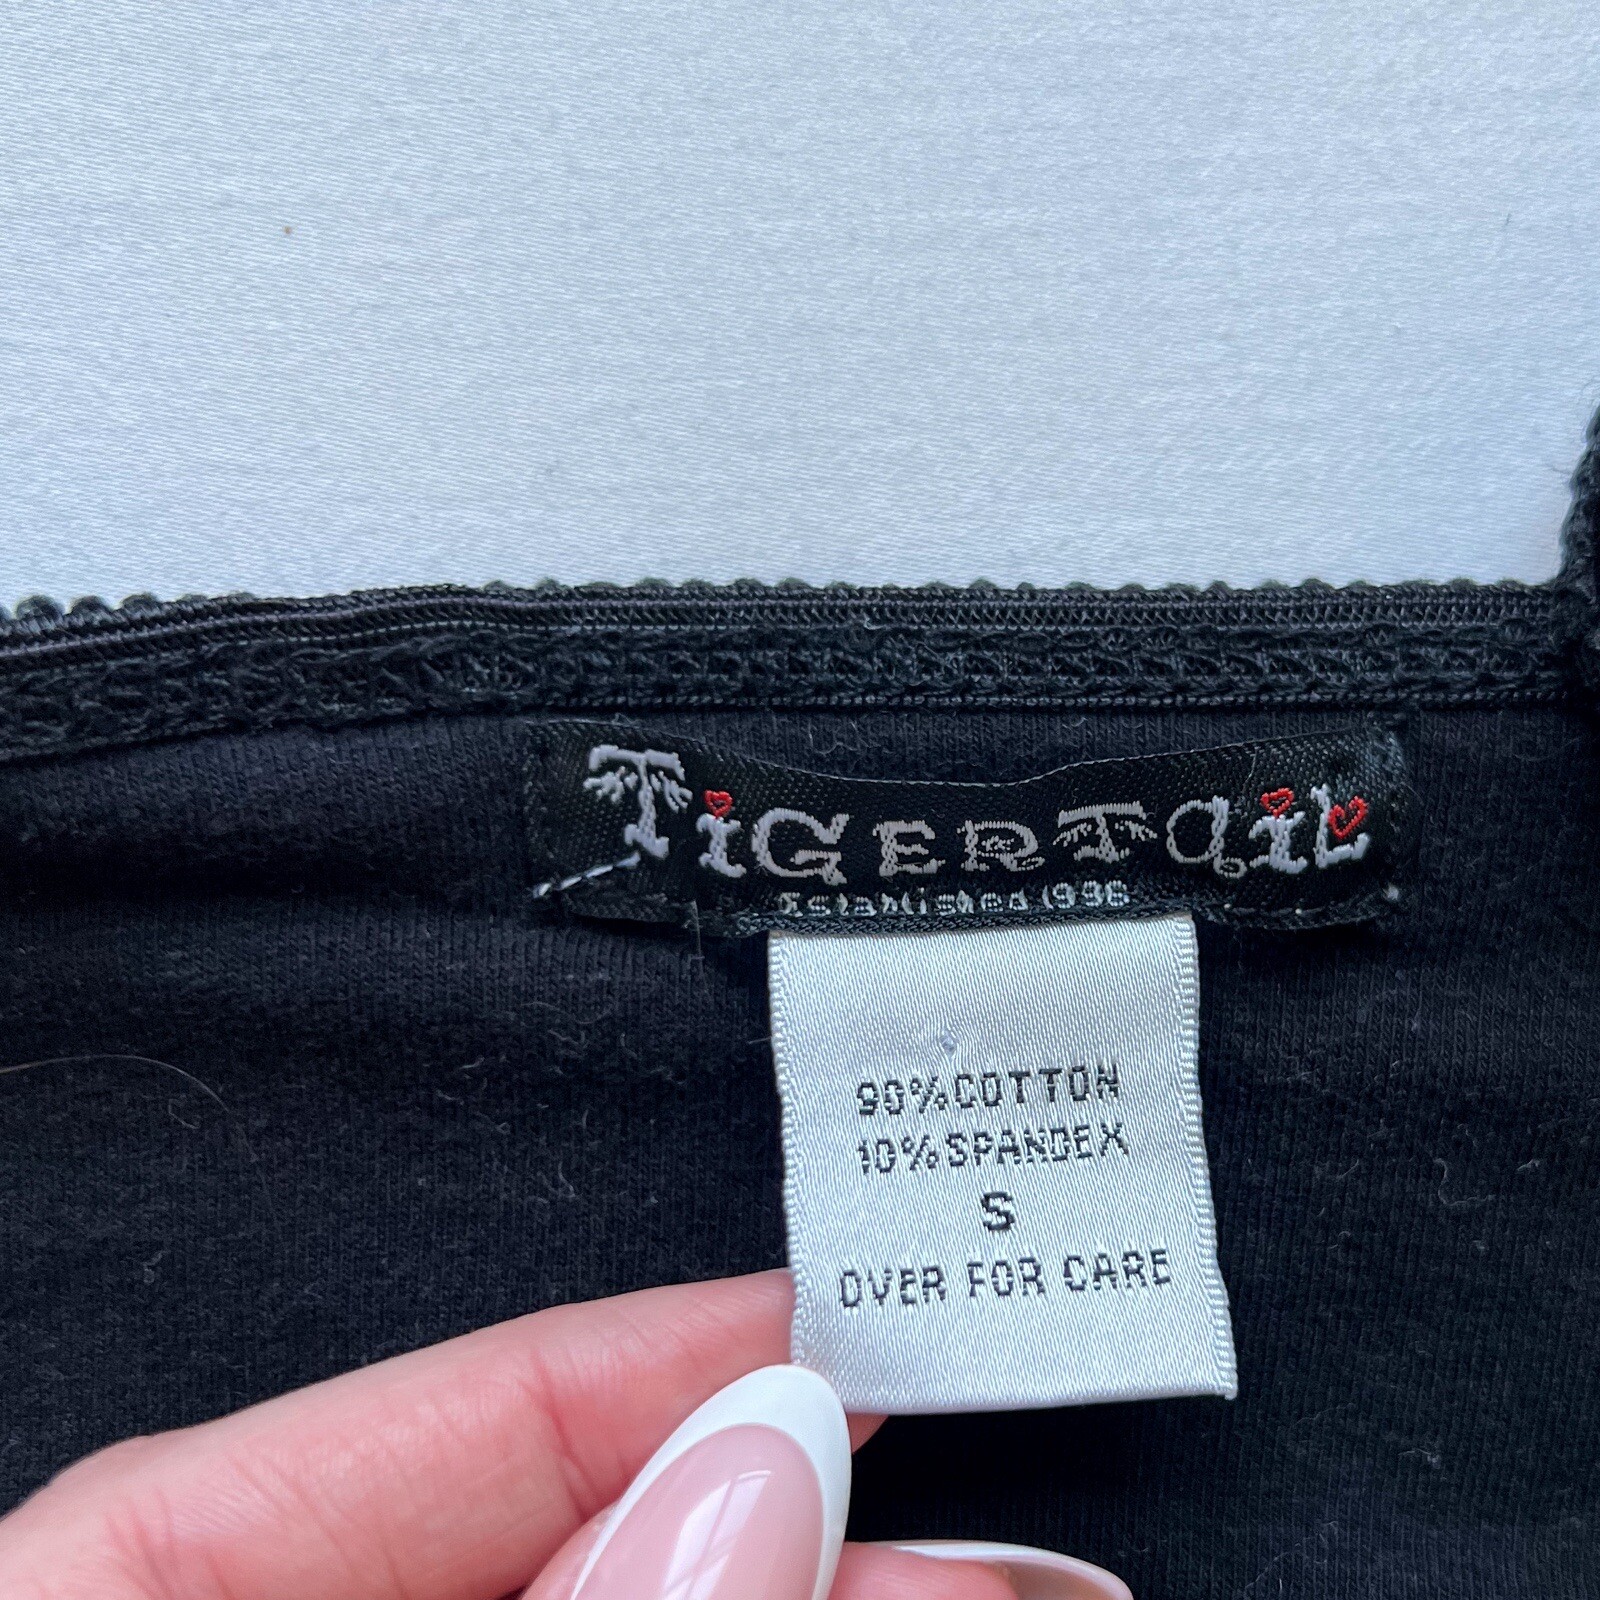 TiGERTaiL
Established 1996
90%COTTON
10%SPANDEX
S
OVER FOR CARE